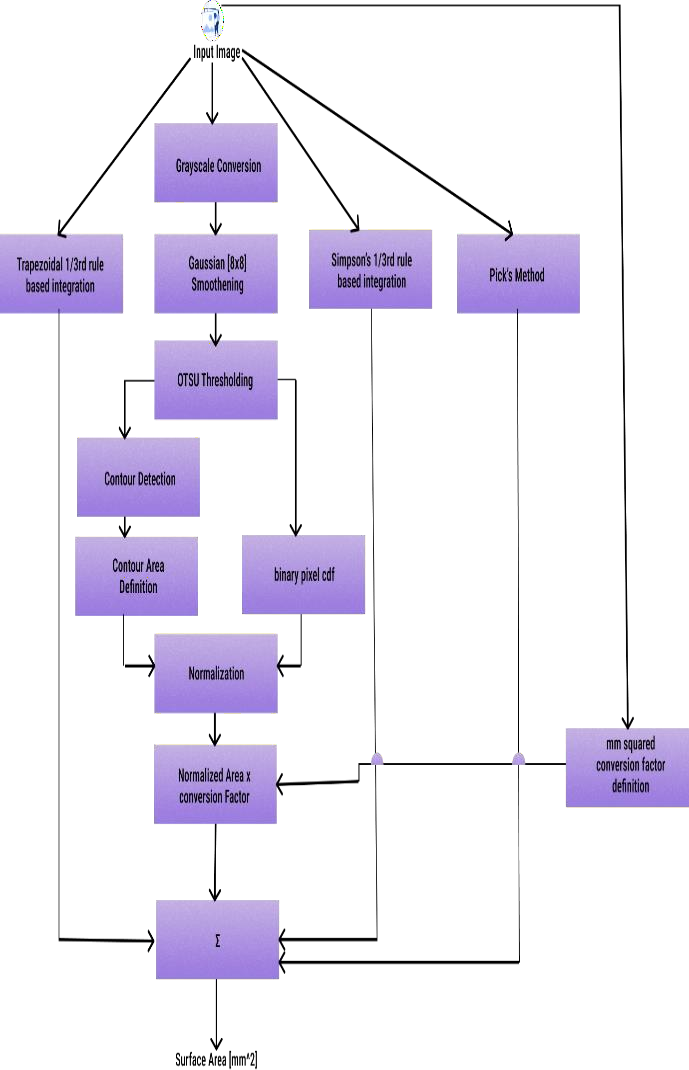 Input Image
Grayscale Conversion
Trapezoidal 1/3rd rule
based integration
Gaussian [8x8]
Smoothening
Simpson's 1/3rd rule
based integration
Pick's Method
OTSU Thresholding
Contour Detection
Contour Area
Definition
binary pixel cdf
Normalization
mm squared
conversion factor
definition
Normalized Area x
conversion Factor
Σ
Surface Area [mm^2]